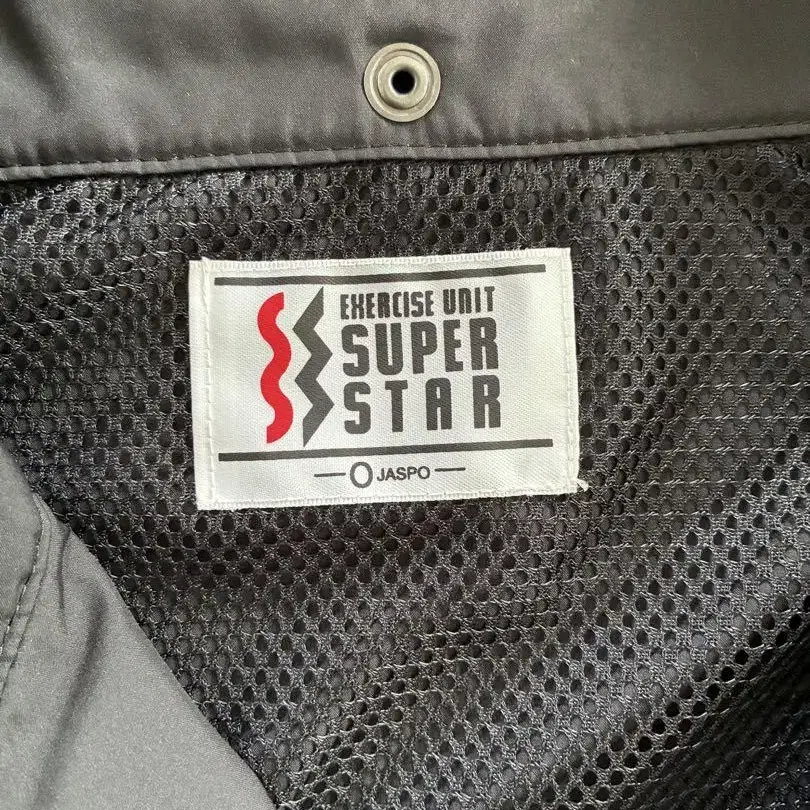 EXERCISE UNIT
SUPER
STAR
O JASPO